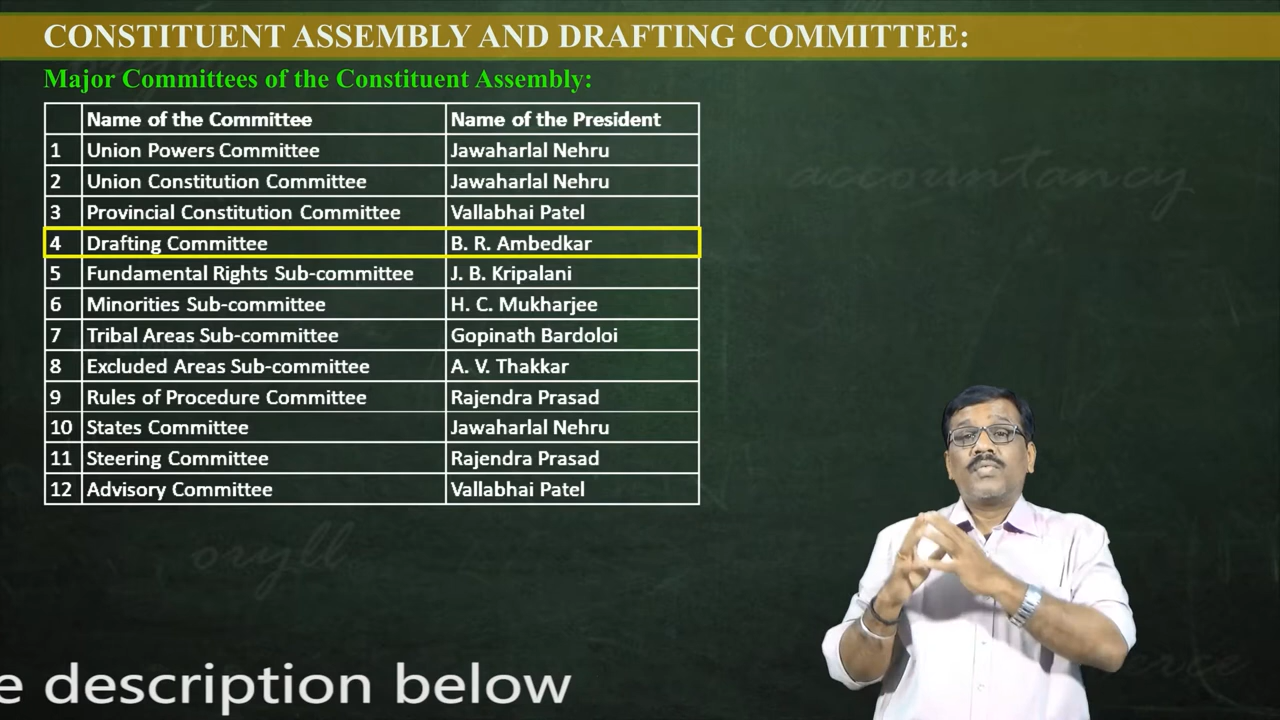 CONSTITUENT ASSEMBLY AND DRAFTING COMMITTEE:
Major Committees of the Constituent Assembly:
Name of the Committee Name of the President
1 Union Powers Committee Jawaharlal Nehru
2 Union Constitution Committee Jawaharlal Nehru
3 Provincial Constitution Committee Vallabhai Patel
4 Drafting Committee B. R. Ambedkar
5 Fundamental Rights Sub-committee J. B. Kripalani
6 Minorities Sub-committee H. C. Mukharjee
7 Tribal Areas Sub-committee Gopinath Bardoloi
8 Excluded Areas Sub-committee A. V. Thakkar
9 Rules of Procedure Committee Rajendra Prasad
10 States Committee Jawaharlal Nehru
11 Steering Committee Rajendra Prasad
12 Advisory Committee Vallabhai Patel
accountancy
e description below